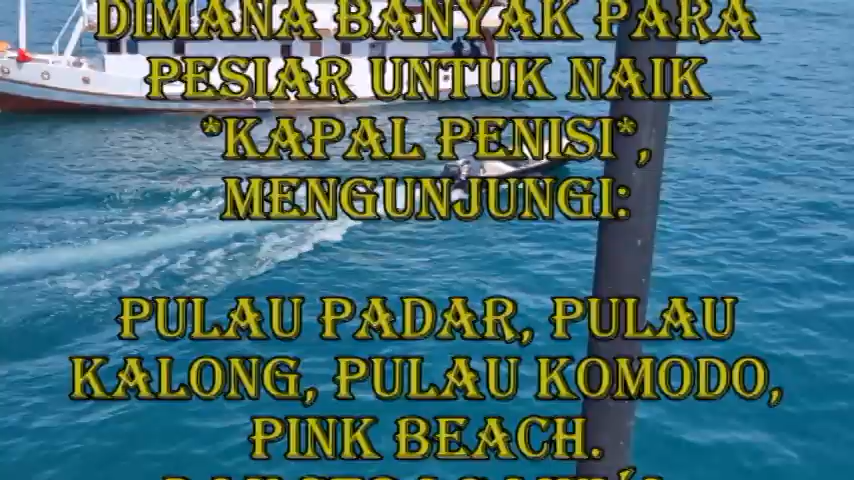 DIMANA BANYAK PARA
PESIAR UNTUK NAIK
*KAPAL PENISI*,
MENGUNJUNGI:
PULAU PADAR, PULAU
KALONG, PULAU KOMODO,
PINK BEACH.